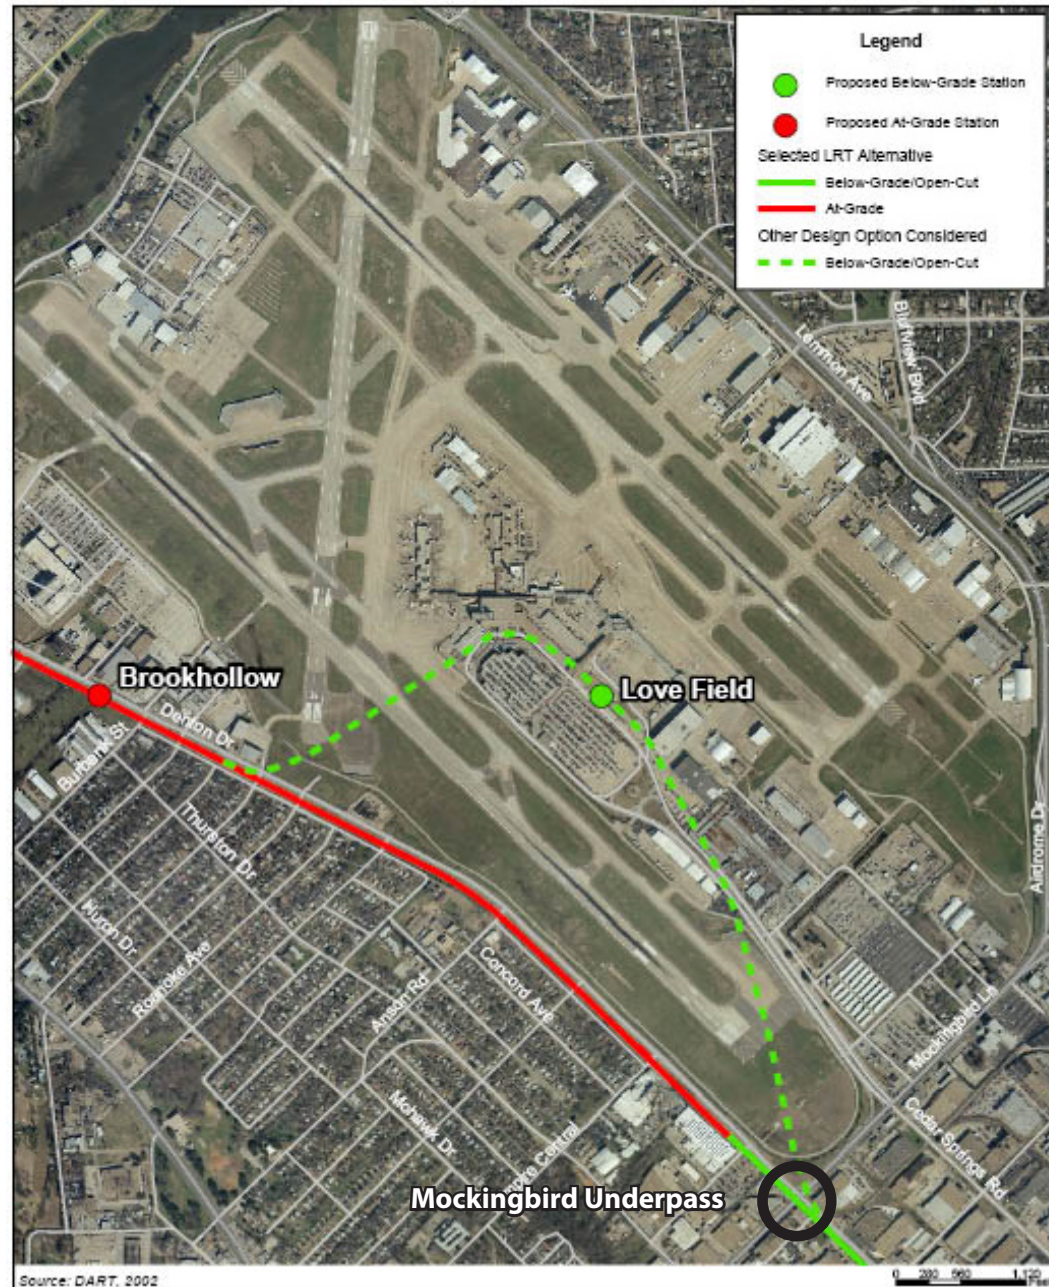 Legend
Proposed Below-Grade Station
Proposed At-Grade Station
Selected LRT Alternative
Below-Grade/Open-Cut
At-Grade
Other Design Option Considered
Below-Grade/Open-Cut
Lemmon Ave
Bluffview Blvd
Brookhollow
Love Field
Denton Dr
Burbank St
Thurston Dr
Airdrome Dr
Huron Dr
Roanoke Ave
Anson Rd
Concord Ave
Mockingbird Ln
Mohawk Dr
Central
Cedar Springs Rd
Mockingbird Underpass
Source: DART, 2002
0 280 560 1,120